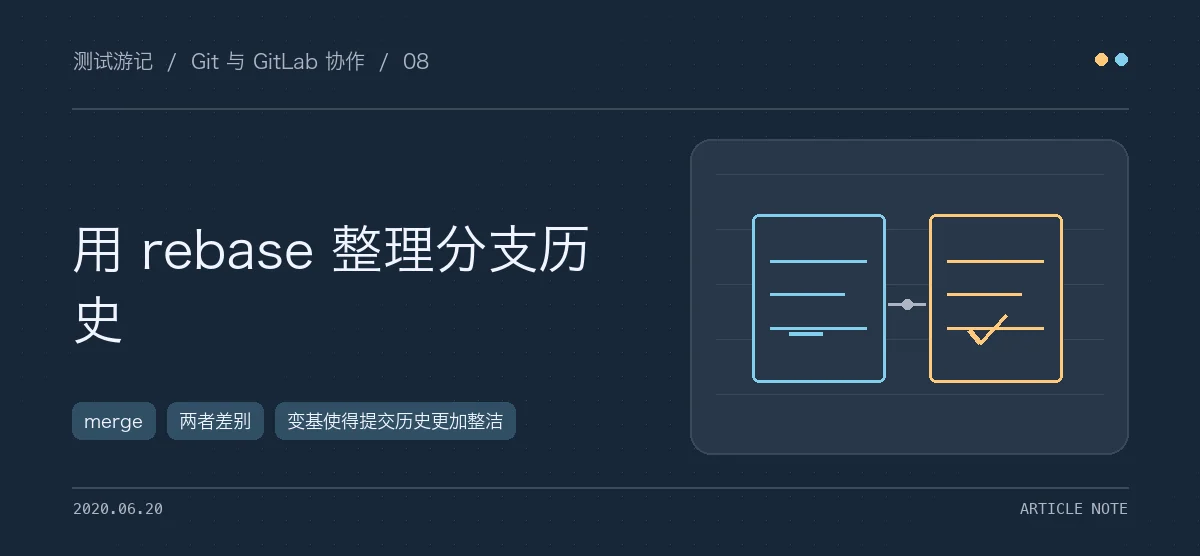 测试游记 / Git 与 GitLab 协作 / 08
用 rebase 整理分支历
史
merge 两者差别 变基使得提交历史更加整洁
2020.06.20 ARTICLE NOTE